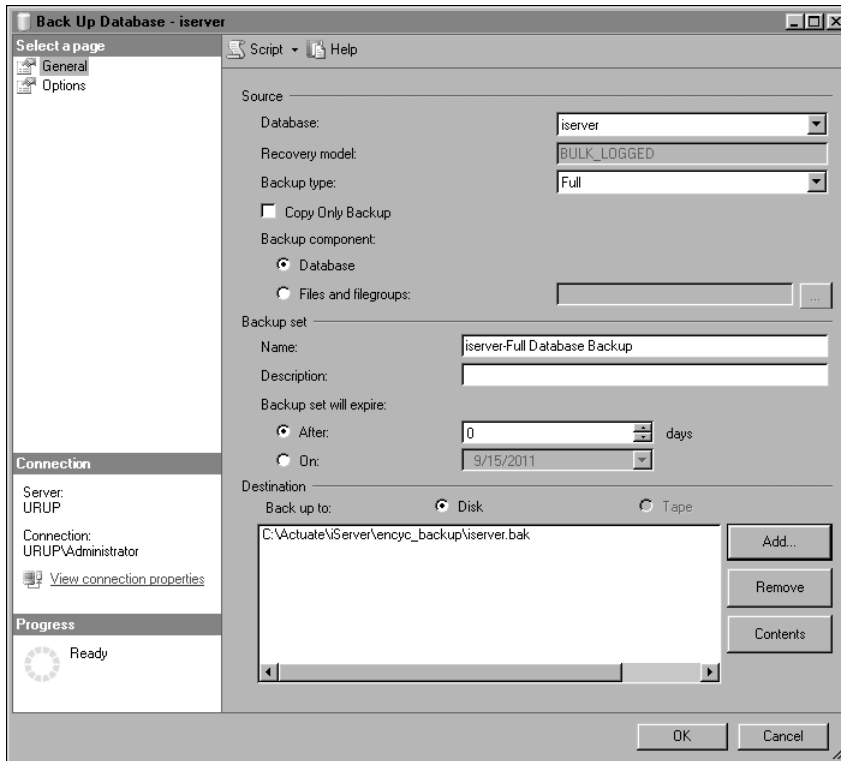 Back Up Database - iserver
Select a page
General
Options
Script
Help
Source
Database:
iserver
Recovery model:
BULK_LOGGED
Backup type:
Full
Copy Only Backup
Backup component:
Database
Files and filegroups:
...
Backup set
Name:
iserver-Full Database Backup
Description:
Backup set will expire:
After:
0
days
On:
9/15/2011
Destination
Back up to:
Disk
Tape
C:\Actuate\iServer\encyc_backup\iserver.bak
Add...
Remove
Contents
Connection
Server:
URUP
Connection:
URUP\Administrator
View connection properties
Progress
Ready
OK
Cancel